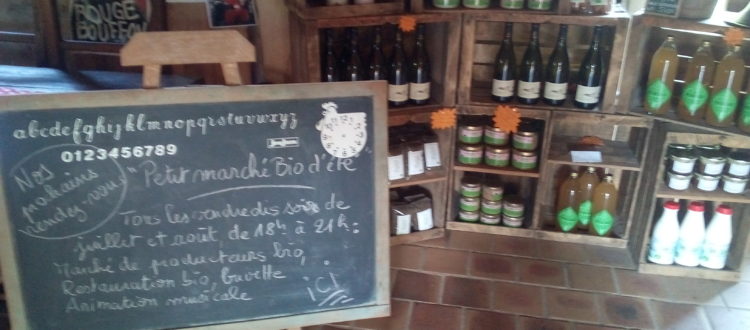 ROUGE
BOUFFON
abcdefghijklmnopqrstuvwxyz
0123456789
Nos
prochains
rendez-vous
"Petit marché Bio d'été
Tous les vendredis soirs de
juillet et août, de 18h à 21h:
Marché de producteurs bio,
Restauration bio, buvette
Animation musicale
ici